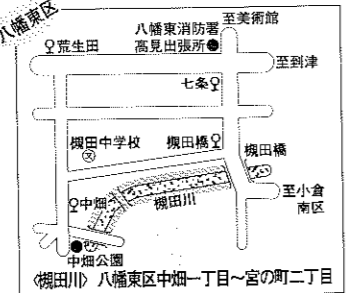 八幡東区
至美術館
八幡東消防署
高見出張所
荒生田
至到津
七条
槻田中学校
槻田橋
槻田橋
文
中畑
槻田川
至小倉
南区
中畑公園
〈槻田川〉八幡東区中畑一丁目～宮の町二丁目